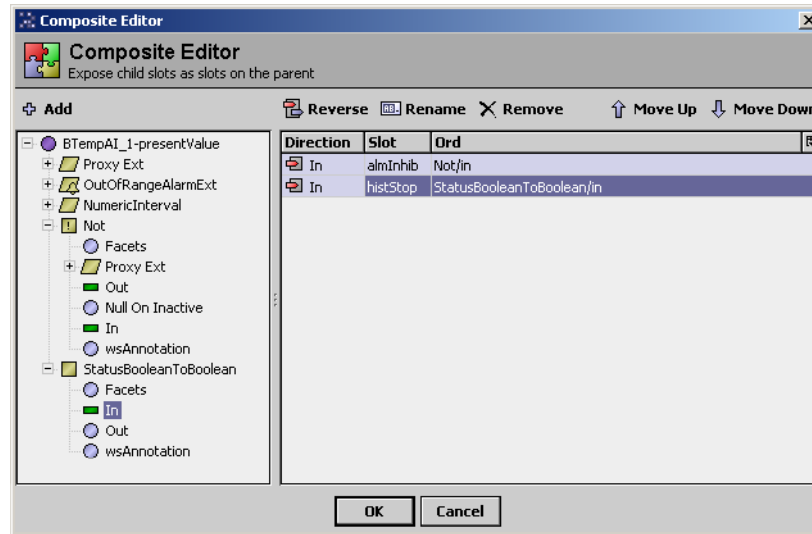 Composite Editor
Composite Editor
Expose child slots as slots on the parent
Add Reverse Rename Remove Move Up Move Down
BTempAI_1-presentValue
Proxy Ext
OutOfRangeAlarmExt
NumericInterval
Not
Facets
Proxy Ext
Out
Null On Inactive
In
wsAnnotation
StatusBooleanToBoolean
Facets
In
Out
wsAnnotation
Direction Slot Ord
In almInhib Not/in
In histStop StatusBooleanToBoolean/in
OK Cancel